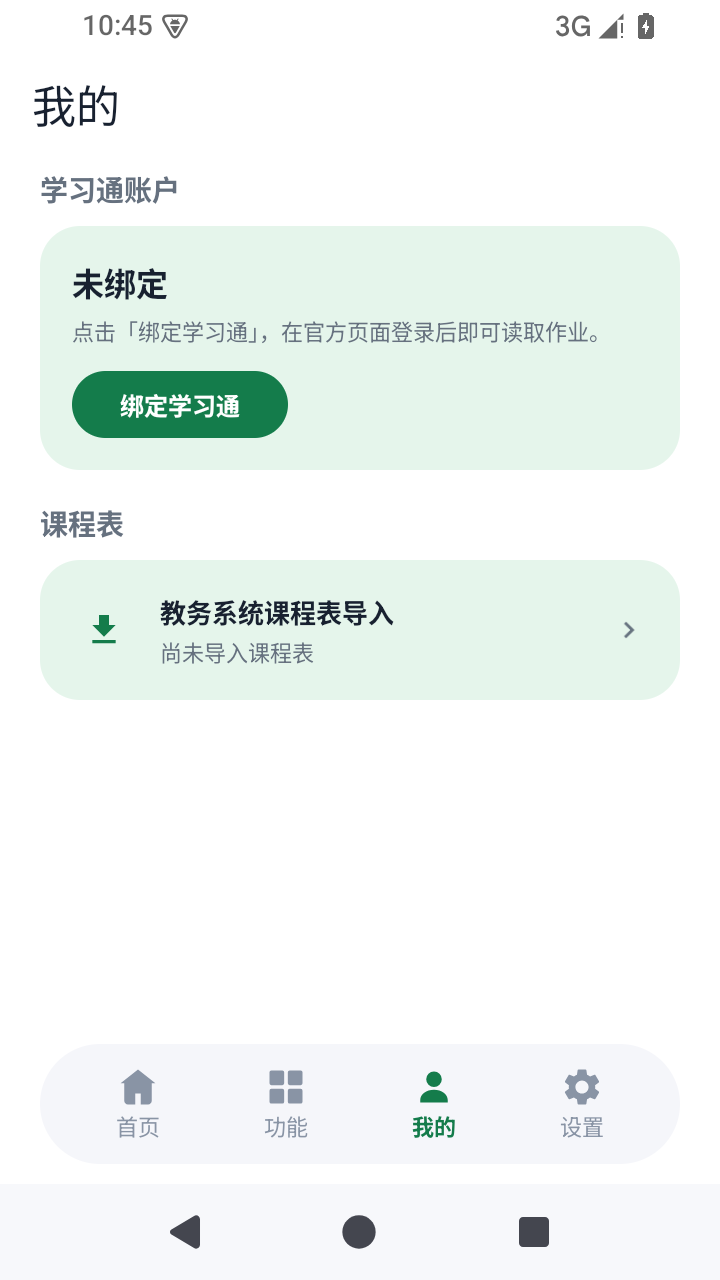 10:45
3G
我的
学习通账户
未绑定
点击「绑定学习通」，在官方页面登录后即可读取作业。
绑定学习通
课程表
教务系统课程表导入
尚未导入课程表
首页
功能
我的
设置